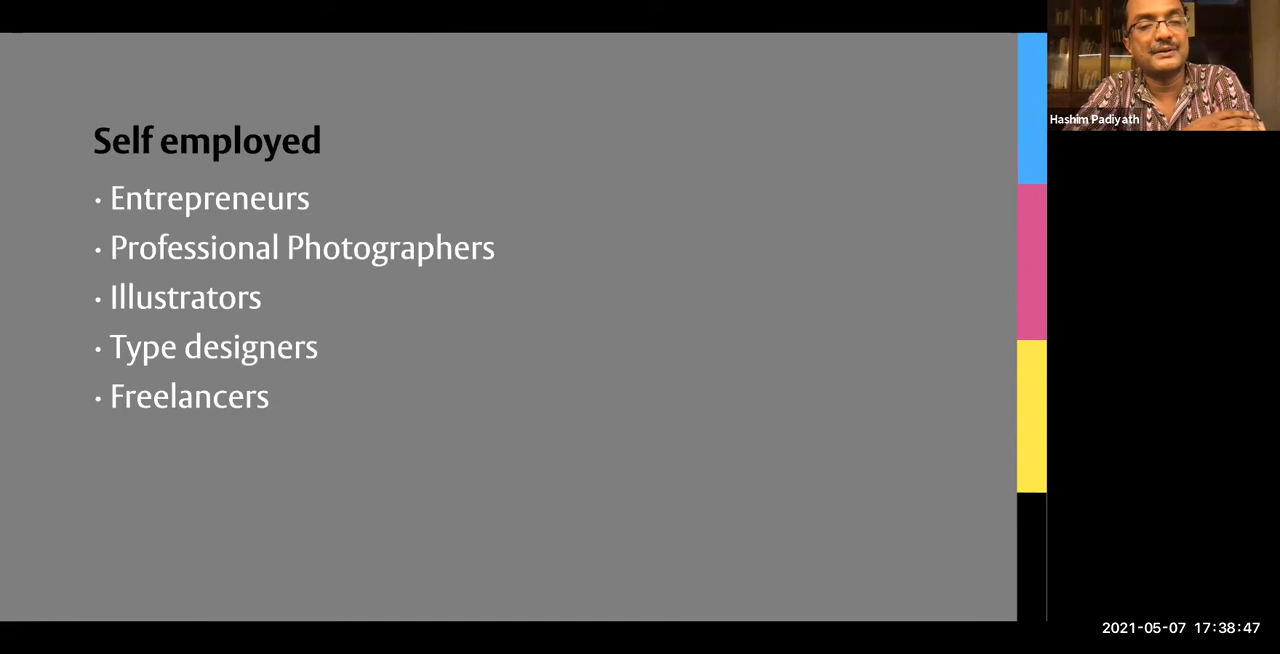 Self employed
• Entrepreneurs
• Professional Photographers
• Illustrators
• Type designers
• Freelancers
Hashim Padiyath
2021-05-07 17:38:47